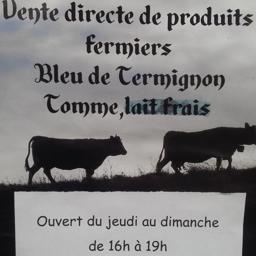 Vente directe de produits
fermiers
Bleu de Termignon
Tomme, lait frais
Ouvert du jeudi au dimanche
de 16h à 19h